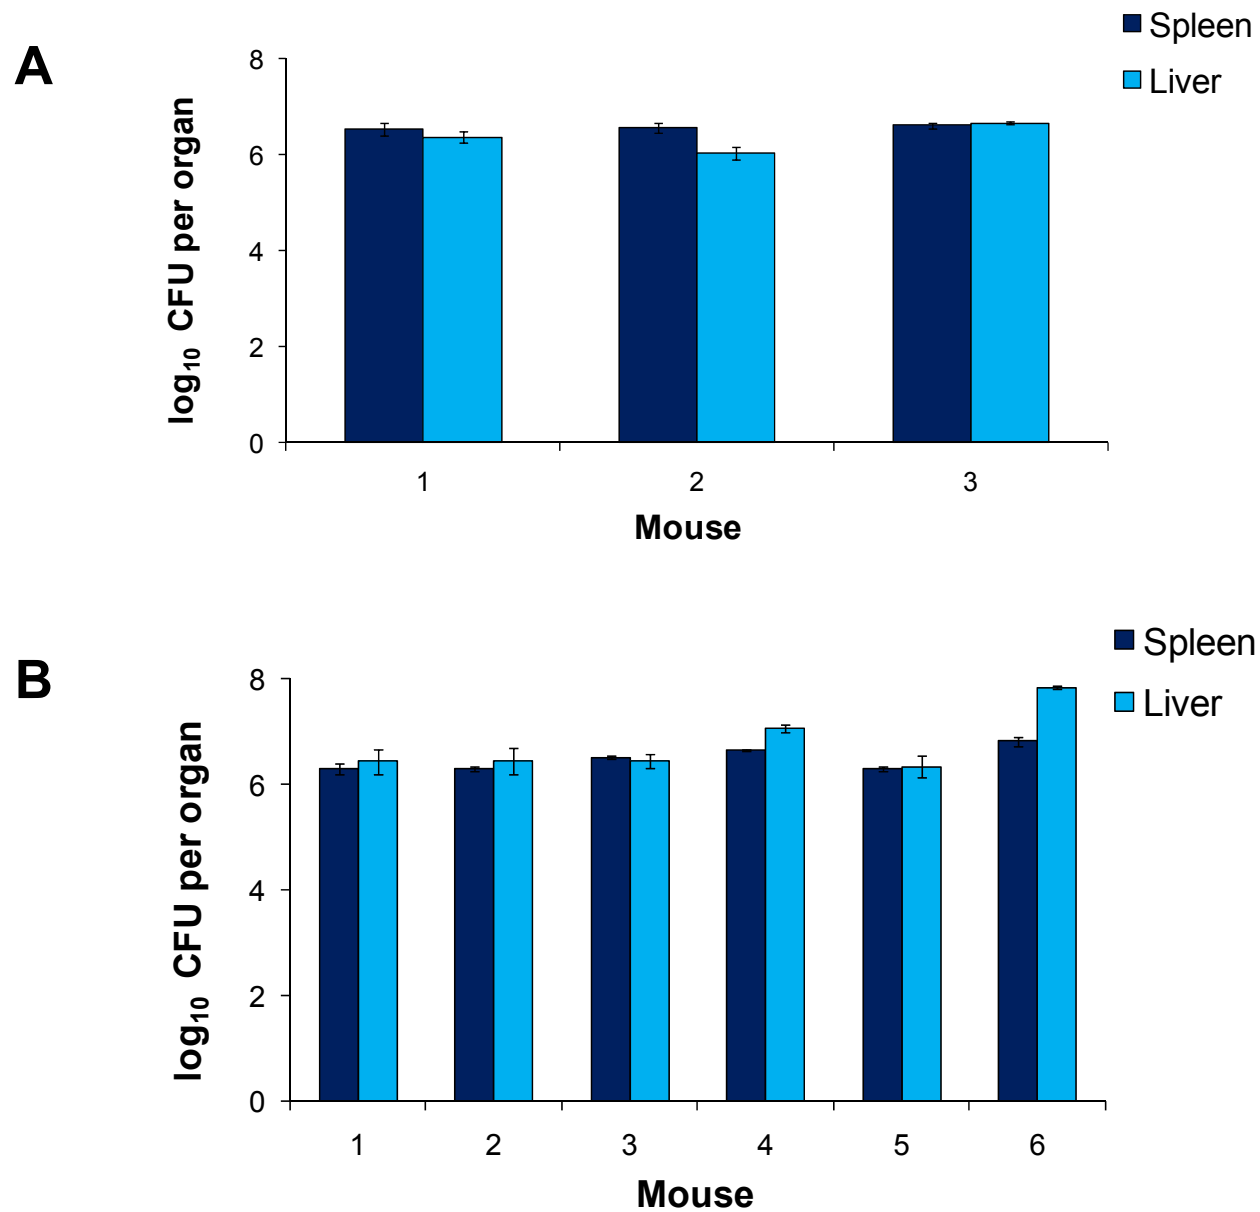 A
Spleen
Liver
log₁₀ CFU per organ
8
6
4
2
0
1 2 3
Mouse
B
Spleen
Liver
log₁₀ CFU per organ
8
6
4
2
0
1 2 3 4 5 6
Mouse